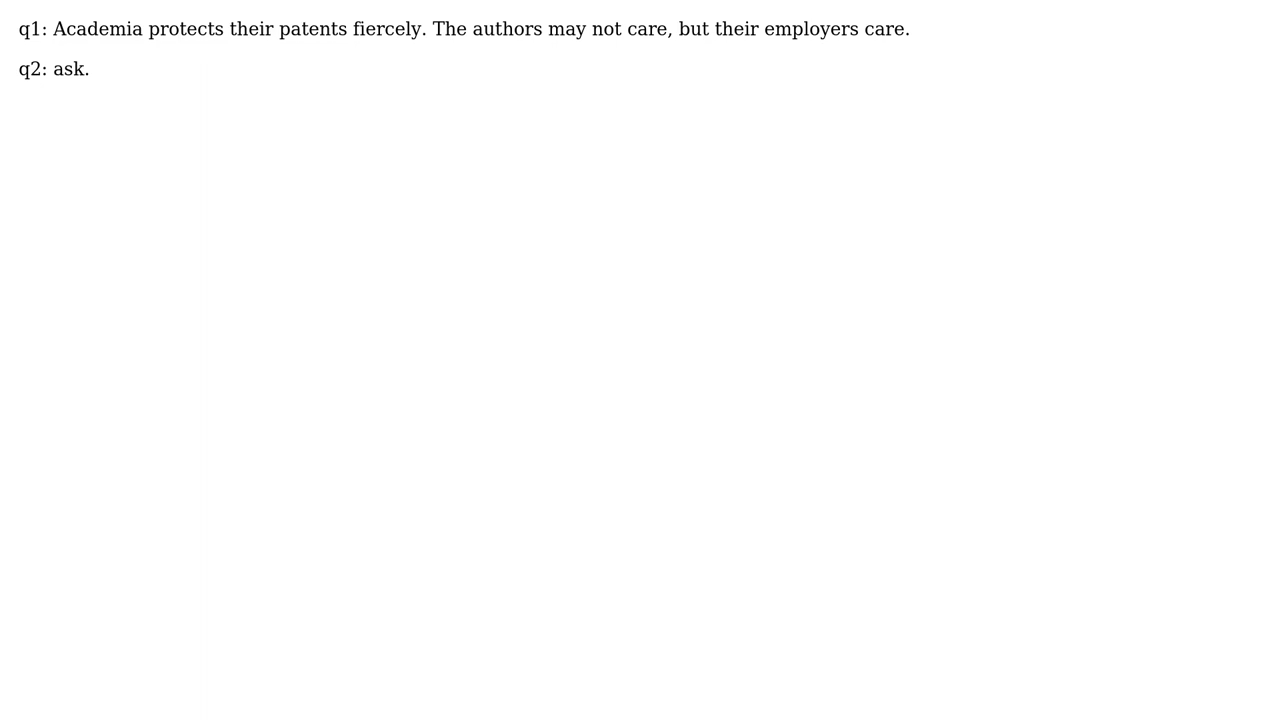 q1: Academia protects their patents fiercely. The authors may not care, but their employers care.
q2: ask.